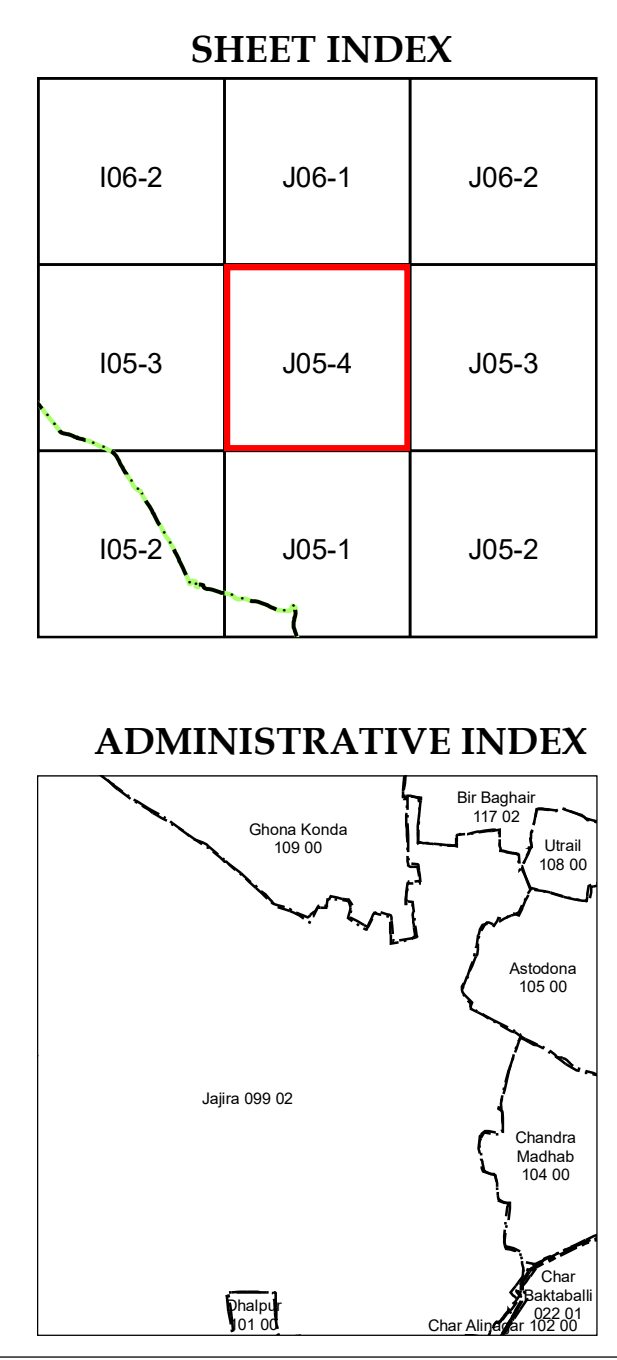 SHEET INDEX
I06-2 J06-1 J06-2
I05-3 J05-4 J05-3
I05-2 J05-1 J05-2
ADMINISTRATIVE INDEX
Bir Baghair
117 02
Ghona Konda
109 00
Utrail
108 00
Astodona
105 00
Jajira 099 02
Chandra
Madhab
104 00
Char
Baktaballi
022 01
Dhalpur
101 00
Char Alinagar 102 00